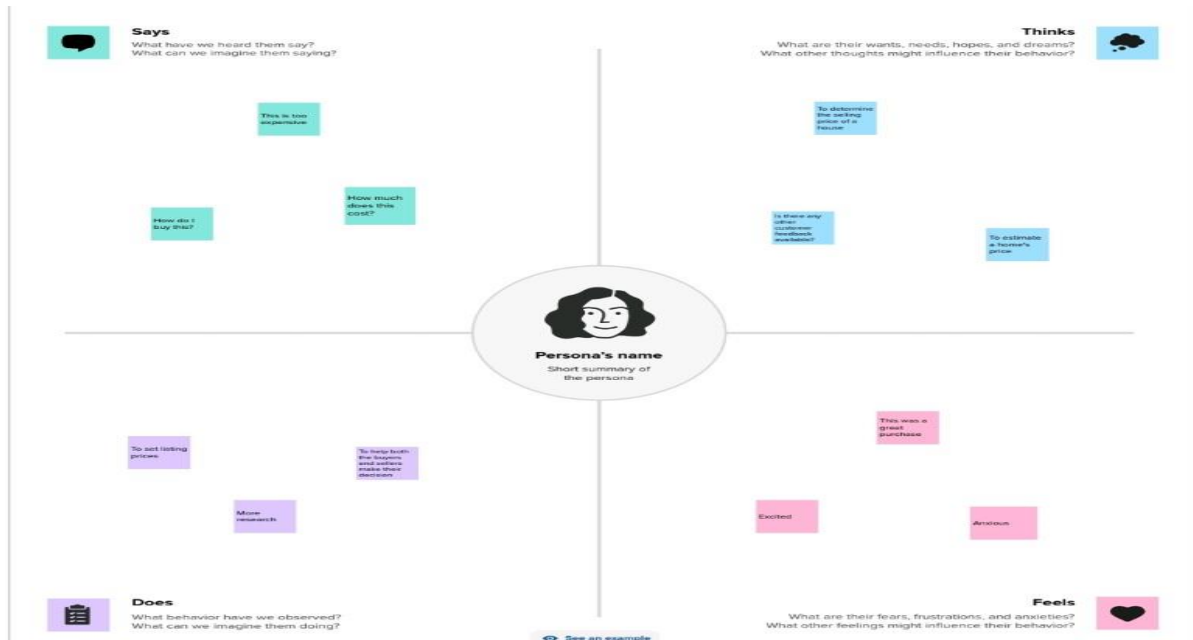 Says
What have we heard them say?
What can we imagine them saying?
This is too
expensive
How much
does this
cost?
How do I
buy this?
Thinks
What are their wants, needs, hopes, and dreams?
What other thoughts might influence their behavior?
To determine
the selling
price of a
house
Is there any
other
customer
feedback
available?
To estimate
a home's
price
Persona's name
Short summary of
the persona
To set listing
prices
To help both
the buyers
and sellers
make their
decision
More
research
Does
What behavior have we observed?
What can we imagine them doing?
This was a
great
purchase
Excited
Anxious
Feels
What are their fears, frustrations, and anxieties?
What other feelings might influence their behavior?
See an example